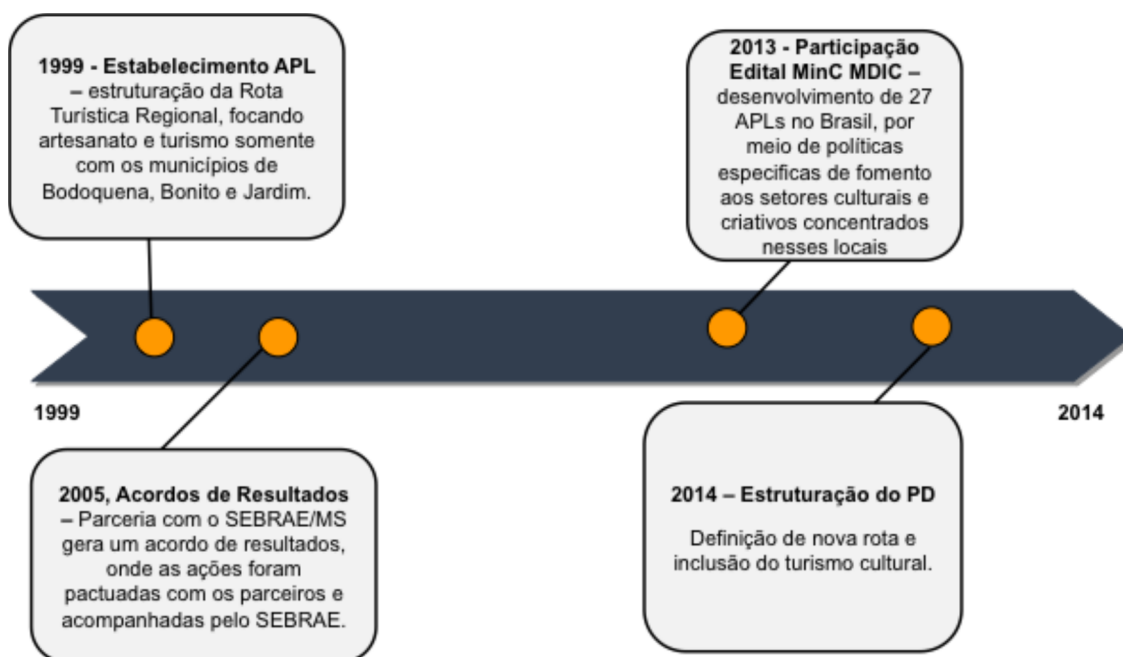 1999 - Estabelecimento APL
– estruturação da Rota
Turística Regional, focando
artesanato e turismo somente
com os municípios de
Bodoquena, Bonito e Jardim.
2013 - Participação
Edital MinC MDIC –
desenvolvimento de 27
APLs no Brasil, por
meio de políticas
especificas de fomento
aos setores culturais e
criativos concentrados
nesses locais
1999
2014
2005, Acordos de Resultados
– Parceria com o SEBRAE/MS
gera um acordo de resultados,
onde as ações foram
pactuadas com os parceiros e
acompanhadas pelo SEBRAE.
2014 – Estruturação do PD
Definição de nova rota e
inclusão do turismo cultural.